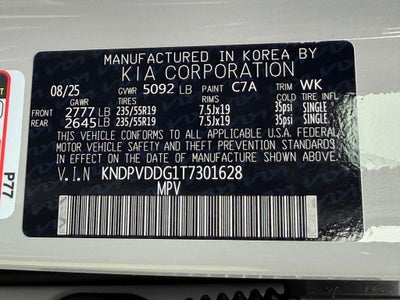 MANUFACTURED IN KOREA BY
KIA CORPORATION
08/25 GVWR 5092 LB PAINT C7A TRIM WK
GAWR TIRES RIMS COLD
FRONT 2777 LB 235/55R19 7.5Jx19 35psi SINGLE
REAR 2645 LB 235/55R19 7.5Jx19 35psi SINGLE
THIS VEHICLE CONFORMS TO ALL APPLICABLE U.S.A. FEDERAL
MOTOR VEHICLE SAFETY AND THEFT PREVENTION STANDARDS
IN EFFECT ON THE DATE OF MANUFACTURE SHOWN ABOVE.
V.I.N KNDPVDDG1T7301628
MPV
P77